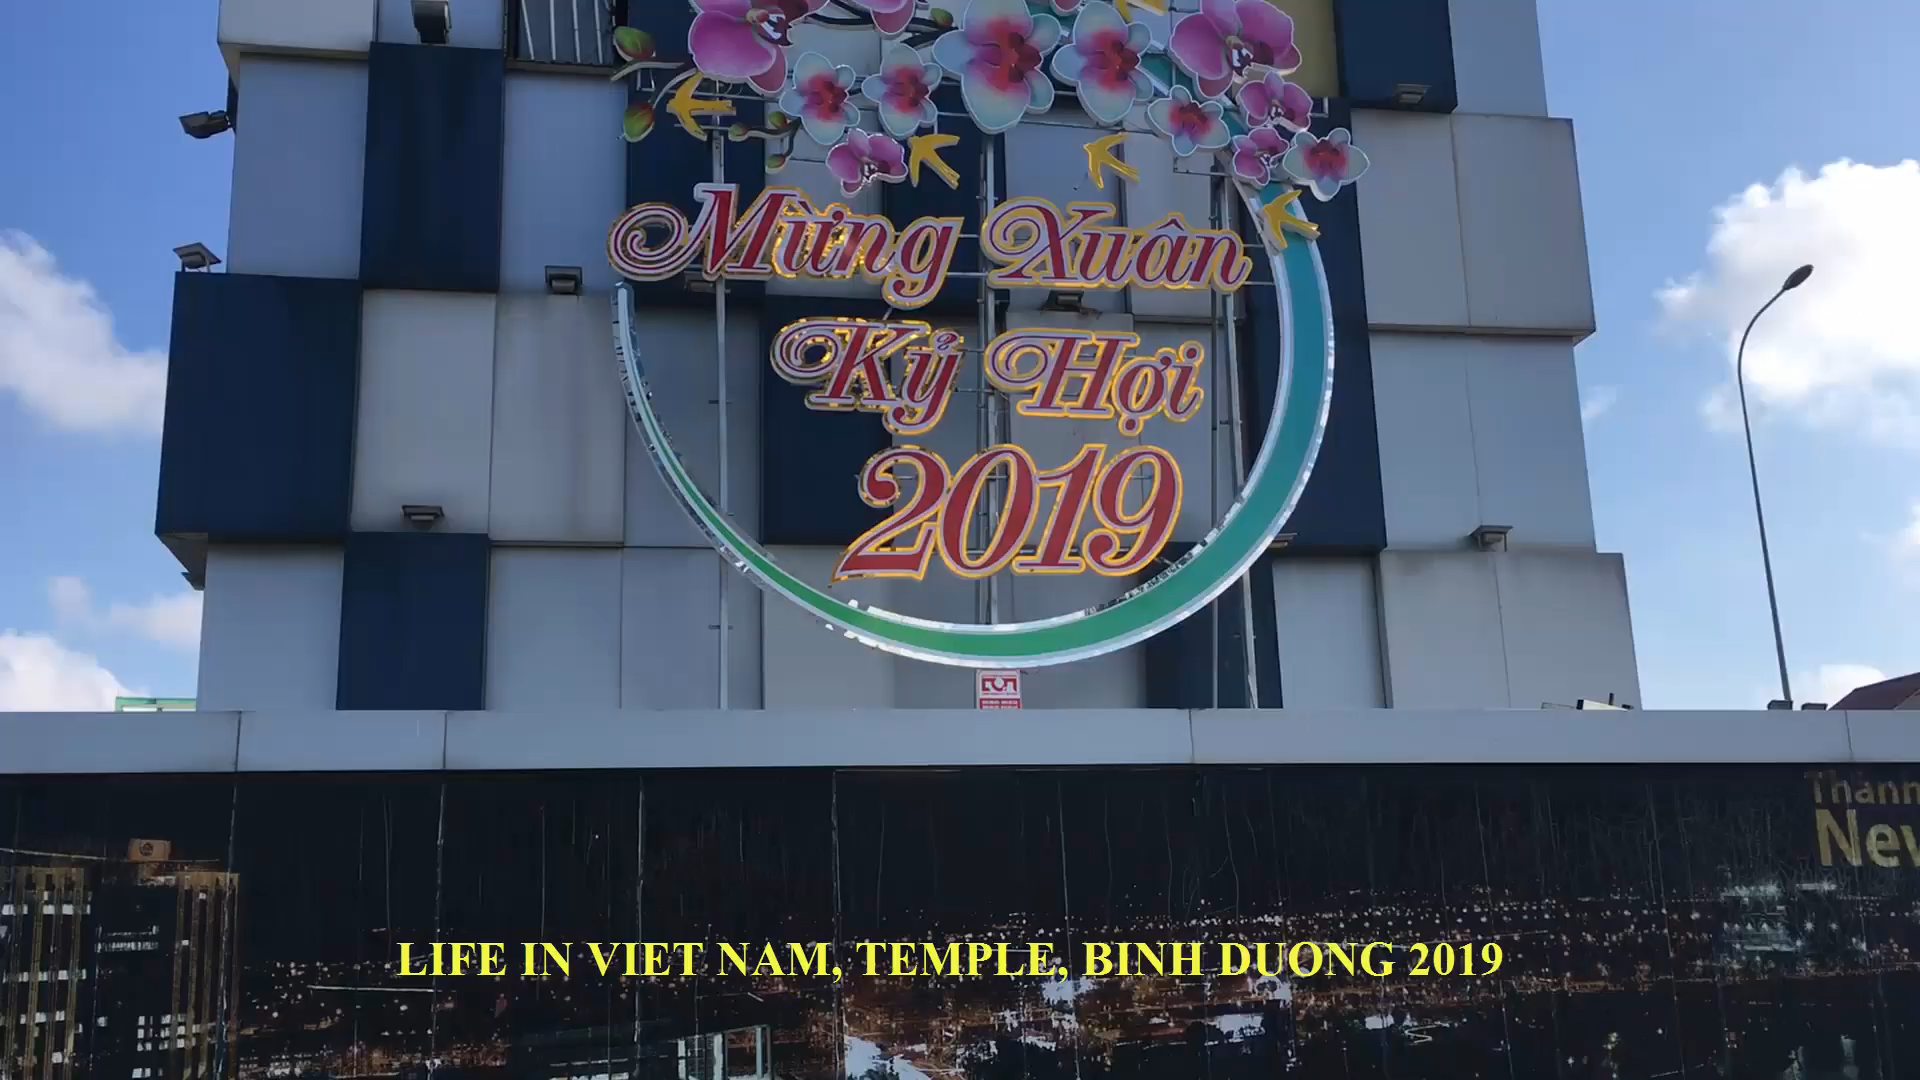 Mừng Xuân
Kỷ Hợi
2019
LIFE IN VIET NAM, TEMPLE, BINH DUONG 2019